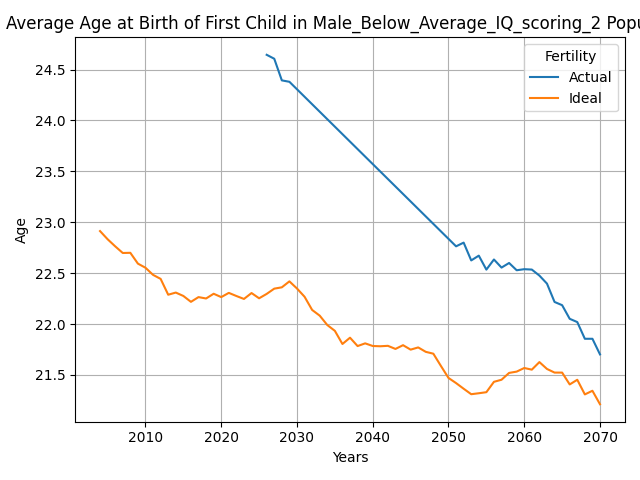 Average Age at Birth of First Child in Male_Below_Average_IQ_scoring_2 Popu
Fertility
Actual
Ideal
24.5
24.0
23.5
23.0
22.5
22.0
21.5
Age
2010 2020 2030 2040 2050 2060 2070
Years